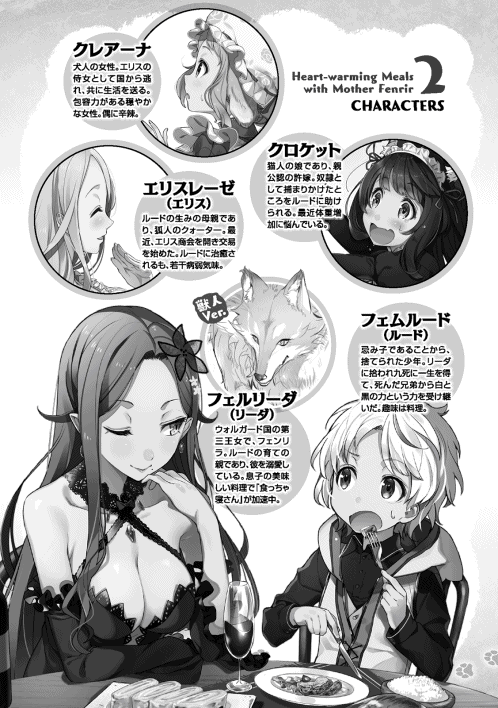 クレアーナ
犬人の女性。エリスの
侍女として国から逃
れ、共に生活を送る。
包容力がある穏やか
な女性。偶に辛辣。
Heart-warming Meals
with Mother Fenrir
2
CHARACTERS
クロケット
猫人の娘であり、親
公認の許嫁。奴隷と
して捕まりかけたと
ころをルードに助け
られる。最近体重増
加に悩んでいる。
エリスレーゼ
(エリス)
ルードの生みの母親であ
り、狐人のクォーター。最
近、エリス商会を開き交易
を始めた。ルードに治癒さ
れるも、若干病弱気味。
獣人
Ver.
フェルリーダ
(リーダ)
ウォルガード国の第
三王女で、フェンリ
ラ。ルードの育ての
親であり、彼を溺愛し
ている。息子の美味
しい料理で「食っちゃ
寝さん」が加速中。
フェムルード
(ルード)
忌み子であることから、
捨てられた少年。リーダ
に拾われ九死に一生を得
て、死んだ兄弟から白と
黒の力という力を受け継
いだ。趣味は料理。